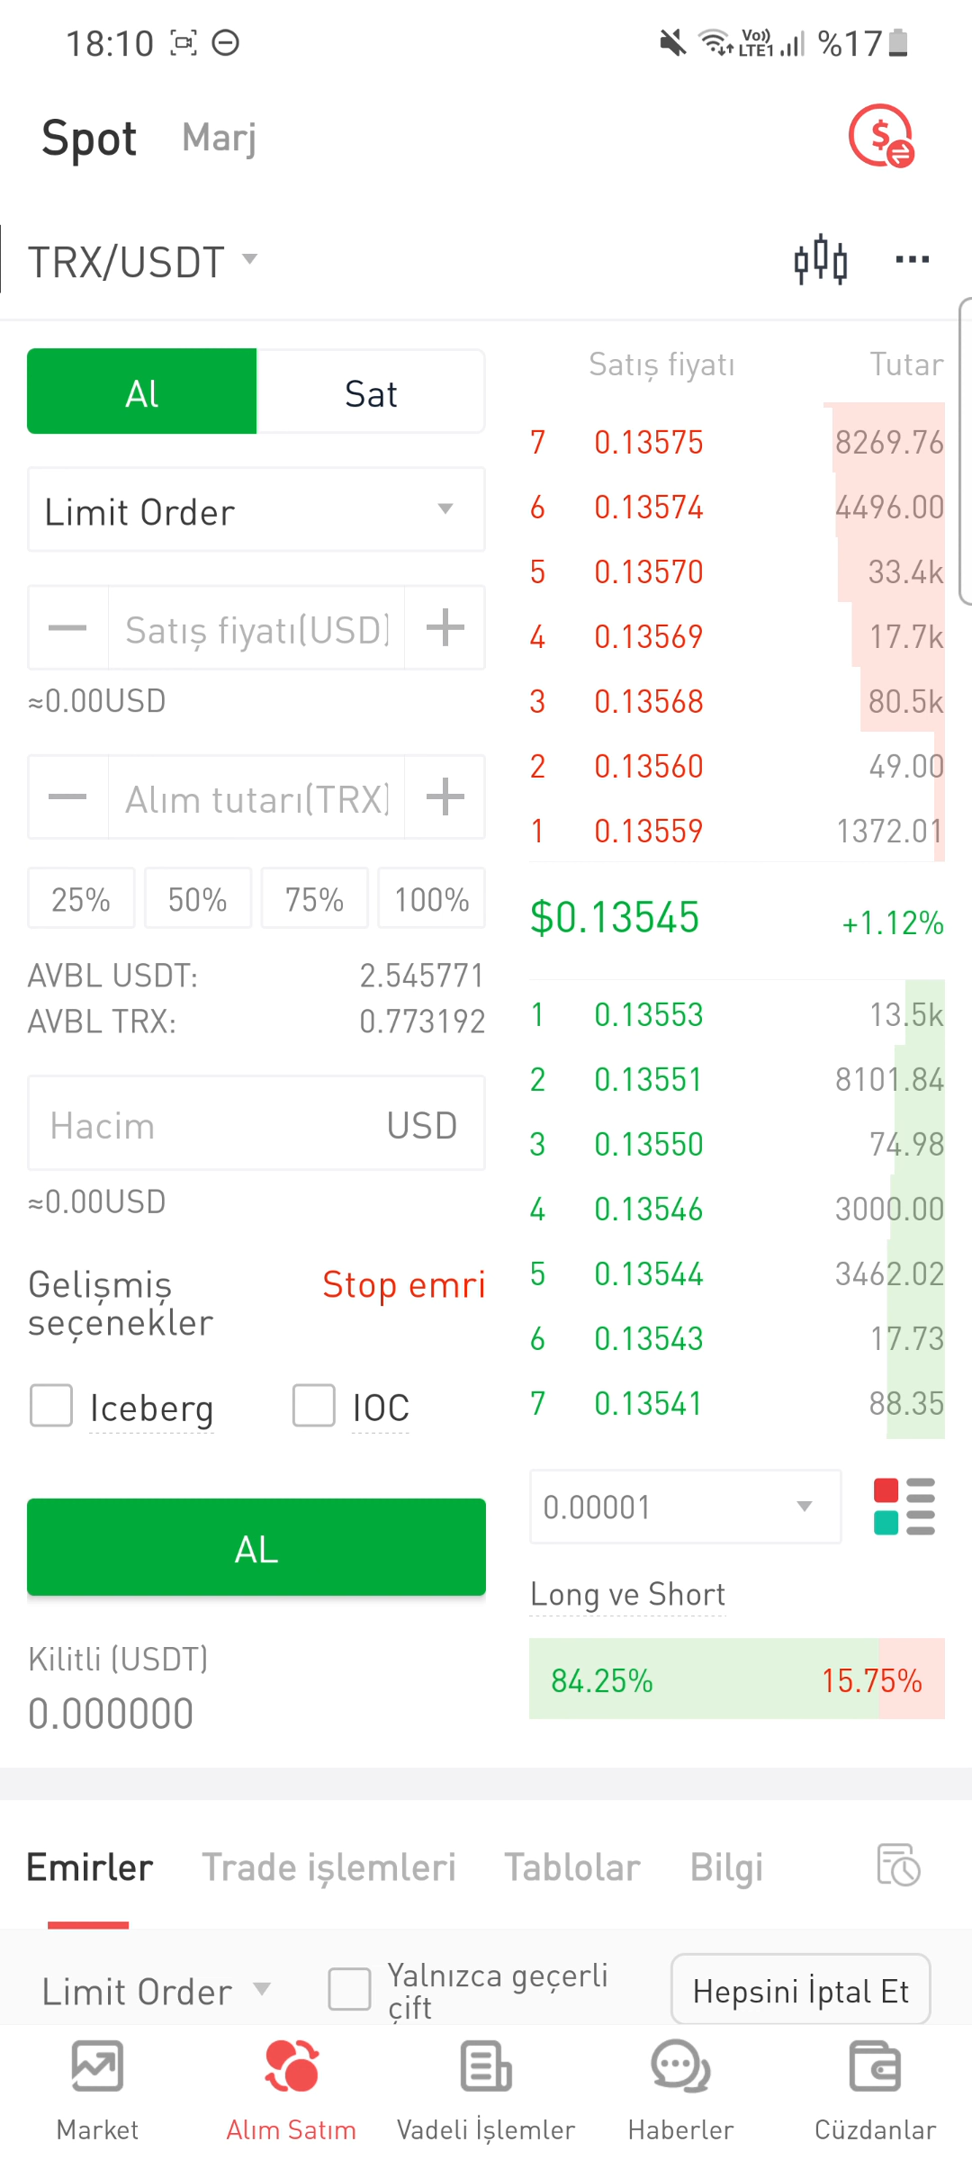 18:10 Vo)) LTE1 %17
Spot Marj
TRX/USDT
Al Sat
Limit Order
Satış fiyatı(USD)
≈0.00USD
Alım tutarı(TRX)
25% 50% 75% 100%
AVBL USDT: 2.545771
AVBL TRX: 0.773192
Hacim USD
≈0.00USD
Gelişmiş
seçenekler
Stop emri
Iceberg IOC
AL
Kilitli (USDT)
0.000000
Satış fiyatı Tutar
7 0.13575 8269.76
6 0.13574 4496.00
5 0.13570 33.4k
4 0.13569 17.7k
3 0.13568 80.5k
2 0.13560 49.00
1 0.13559 1372.01
$0.13545 +1.12%
1 0.13553 13.5k
2 0.13551 8101.84
3 0.13550 74.98
4 0.13546 3000.00
5 0.13544 3462.02
6 0.13543 17.73
7 0.13541 88.35
0.00001
Long ve Short
84.25% 15.75%
Emirler Trade işlemleri Tablolar Bilgi
Limit Order
Yalnızca geçerli
çift
Hepsini İptal Et
Market Alım Satım Vadeli İşlemler Haberler Cüzdanlar